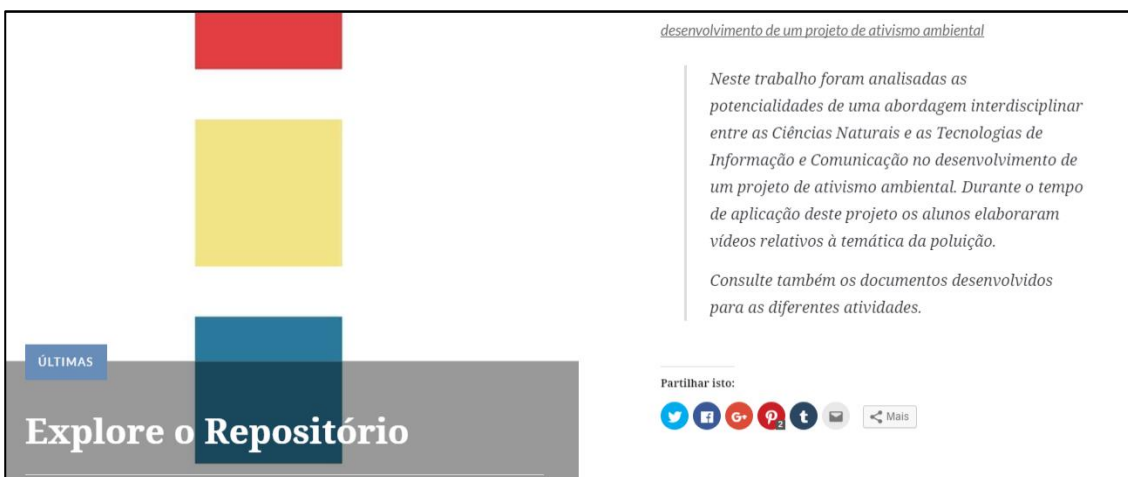 ÚLTIMAS
Explore o Repositório
desenvolvimento de um projeto de ativismo ambiental
Neste trabalho foram analisadas as
potencialidades de uma abordagem interdisciplinar
entre as Ciências Naturais e as Tecnologias de
Informação e Comunicação no desenvolvimento de
um projeto de ativismo ambiental. Durante o tempo
de aplicação deste projeto os alunos elaboraram
vídeos relativos à temática da poluição.
Consulte também os documentos desenvolvidos
para as diferentes atividades.
Partilhar isto:
2
Mais